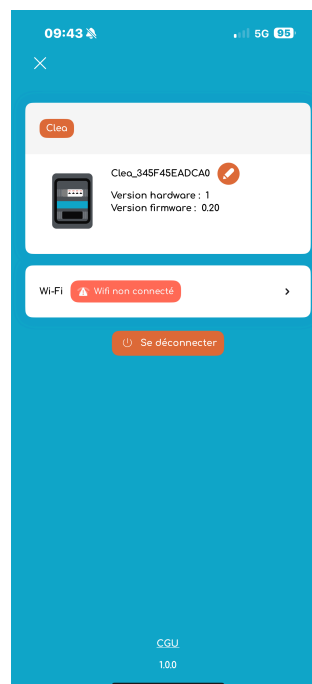 09:43
5G 95
Clea
Clea_345F45EADCA0
Version hardware : 1
Version firmware : 0.20
Wi-Fi Wifi non connecté
Se déconnecter
CGU
1.0.0